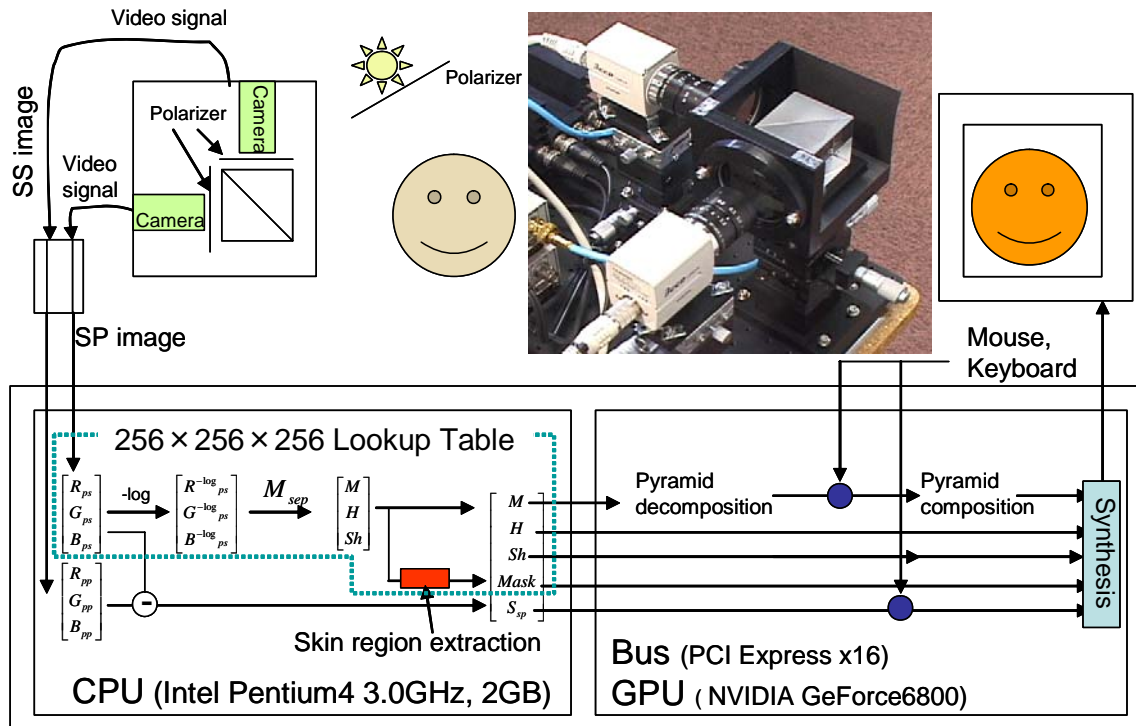 Video signal
Polarizer
Polarizer
Camera
SS image
Video
signal
Camera
SP image
Mouse,
Keyboard
256×256×256 Lookup Table
R_ps
G_ps
B_ps
-log
R^-log_ps
G^-log_ps
B^-log_ps
M_sep
M
H
Sh
M
H
Sh
Mask
S_sp
R_pp
G_pp
B_pp
-
Skin region extraction
CPU (Intel Pentium4 3.0GHz, 2GB)
Pyramid
decomposition
Pyramid
composition
Synthesis
Bus (PCI Express x16)
GPU ( NVIDIA GeForce6800)